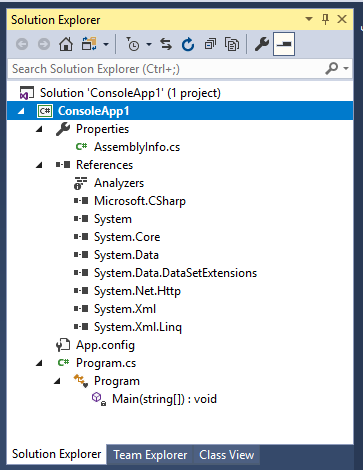 Solution Explorer
Search Solution Explorer (Ctrl+;)
Solution 'ConsoleApp1' (1 project)
C# ConsoleApp1
Properties
C# AssemblyInfo.cs
References
Analyzers
Microsoft.CSharp
System
System.Core
System.Data
System.Data.DataSetExtensions
System.Net.Http
System.Xml
System.Xml.Linq
App.config
C# Program.cs
Program
Main(string[]) : void
Solution Explorer Team Explorer Class View